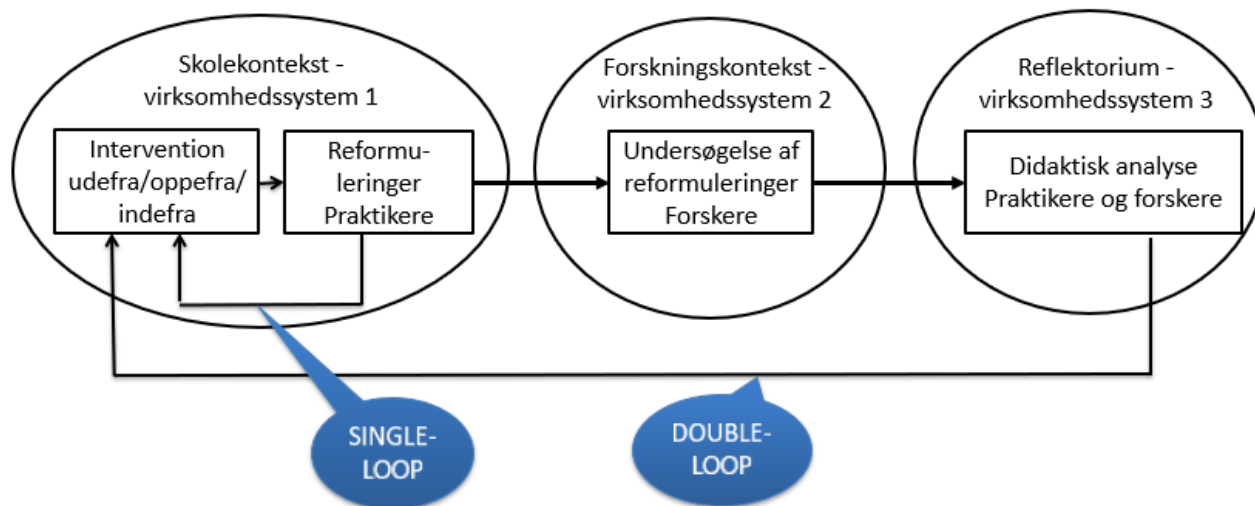 Skolekontekst -
virksomhedssystem 1
Intervention
udefra/oppefra/
indefra
Reformu-
leringer
Praktikere
Forskningskontekst -
virksomhedssystem 2
Undersøgelse af
reformuleringer
Forskere
Reflektorium -
virksomhedssystem 3
Didaktisk analyse
Praktikere og forskere
SINGLE-
LOOP
DOUBLE-
LOOP